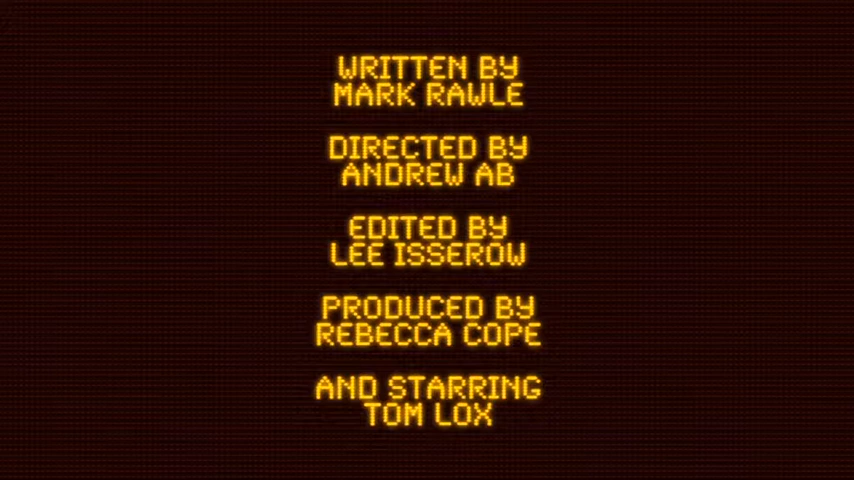 WRITTEN BY
MARK RAWLE
DIRECTED BY
ANDREW AB
EDITED BY
LEE ISSEROW
PRODUCED BY
REBECCA COPE
AND STARRING
TOM LOX